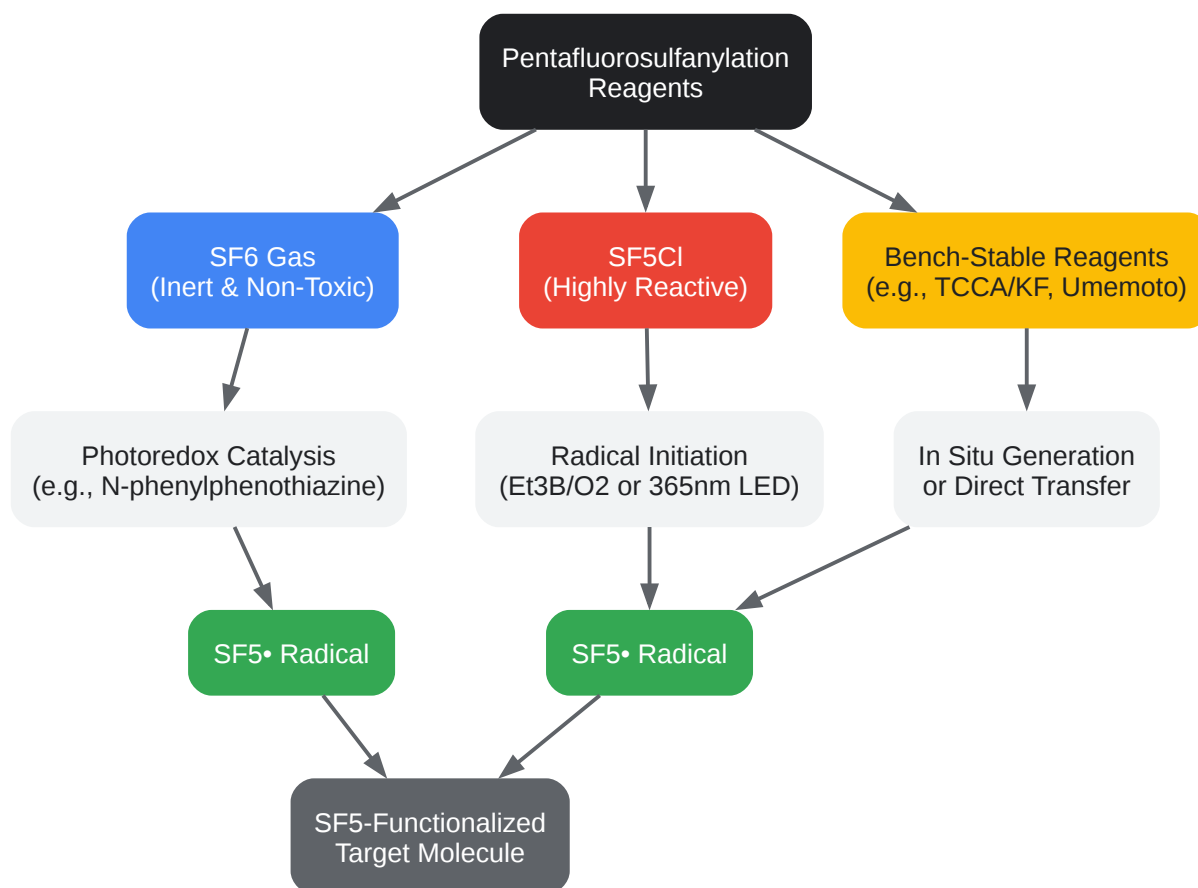 Pentafluorosulfanylation
Reagents
SF6 Gas
(Inert & Non-Toxic)
SF5Cl
(Highly Reactive)
Bench-Stable Reagents
(e.g., TCCA/KF, Umemoto)
Photoredox Catalysis
(e.g., N-phenylphenothiazine)
Radical Initiation
(Et3B/O2 or 365nm LED)
In Situ Generation
or Direct Transfer
SF5• Radical
SF5• Radical
SF5-Functionalized
Target Molecule